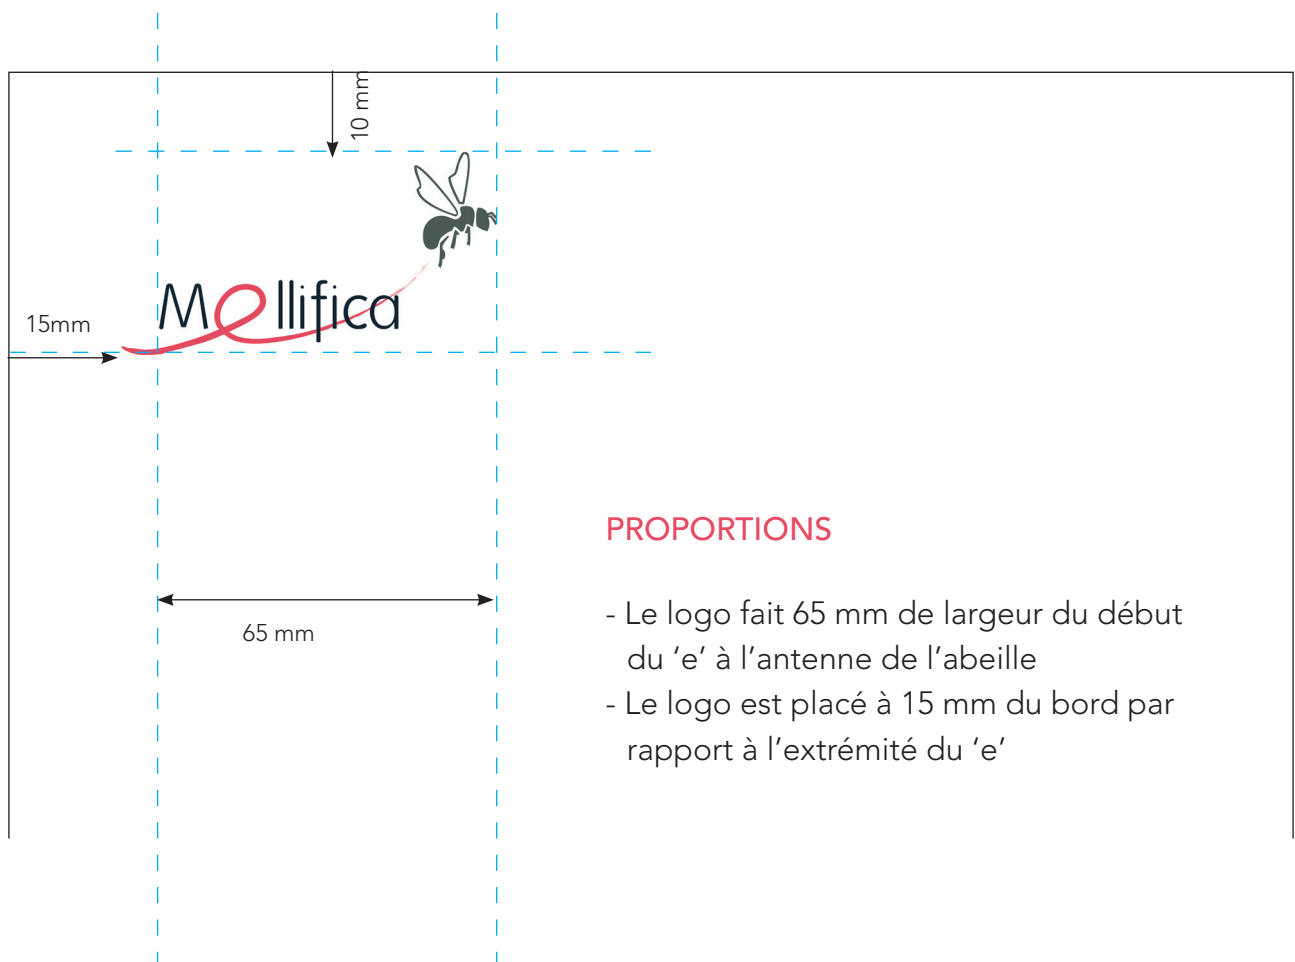 10 mm
Mellifica
15mm
65 mm
PROPORTIONS
- Le logo fait 65 mm de largeur du début
du ‘e’ à l’antenne de l’abeille
- Le logo est placé à 15 mm du bord par
rapport à l’extrémité du ‘e’